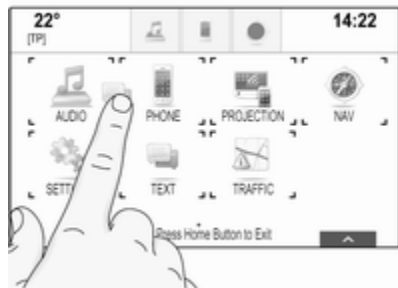 22°
14:22
[TP]
AUDIO PHONE PROJECTION NAV
TEXT TRAFFIC
Press Home Button to Exit